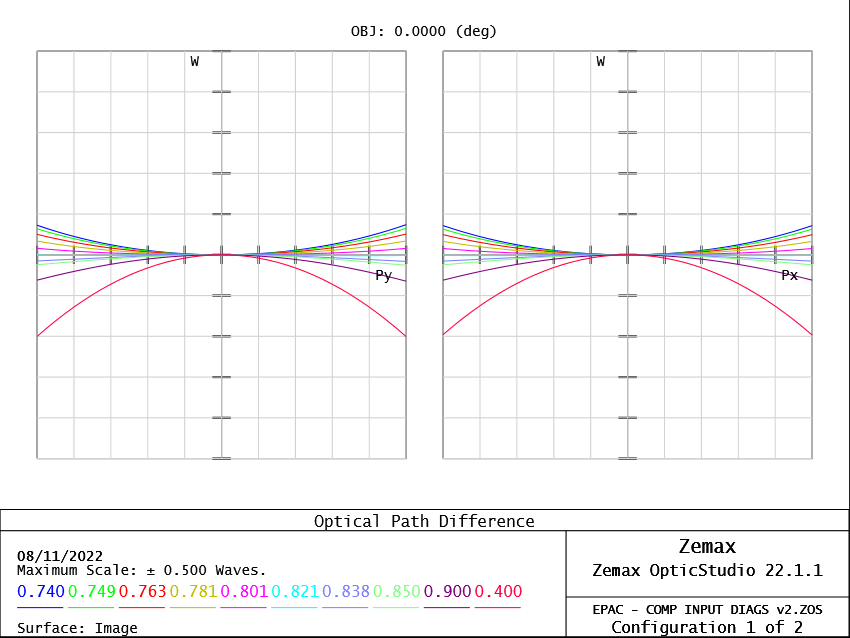 OBJ: 0.0000 (deg)
W
W
Py
Px
Optical Path Difference
08/11/2022
Maximum Scale: ± 0.500 Waves.
0.740 0.749 0.763 0.781 0.801 0.821 0.838 0.850 0.900 0.400
Surface: Image
Zemax
Zemax OpticStudio 22.1.1
EPAC - COMP INPUT DIAGS v2.ZOS
Configuration 1 of 2